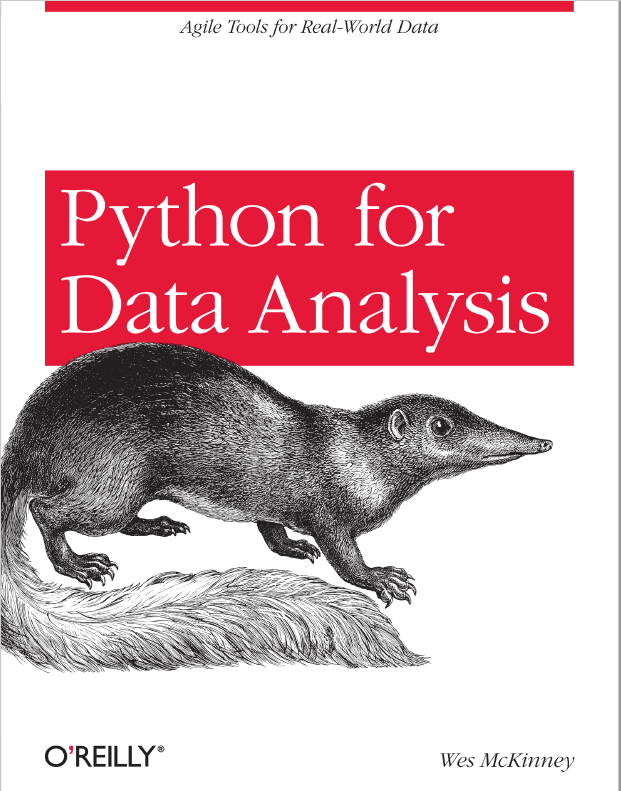 Agile Tools for Real-World Data
Python for
Data Analysis
O'REILLY®
Wes McKinney